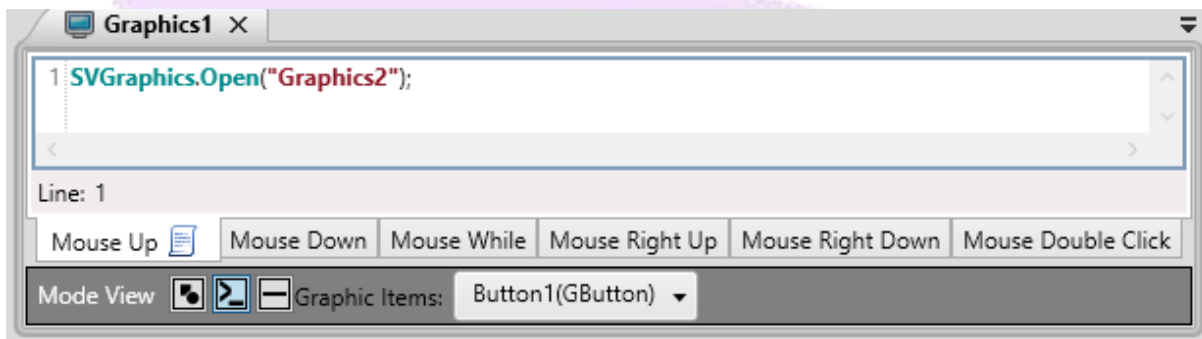 Graphics1 X
1 SVGraphics.Open("Graphics2");
Line: 1
Mouse Up Mouse Down Mouse While Mouse Right Up Mouse Right Down Mouse Double Click
Mode View Graphic Items: Button1(GButton)